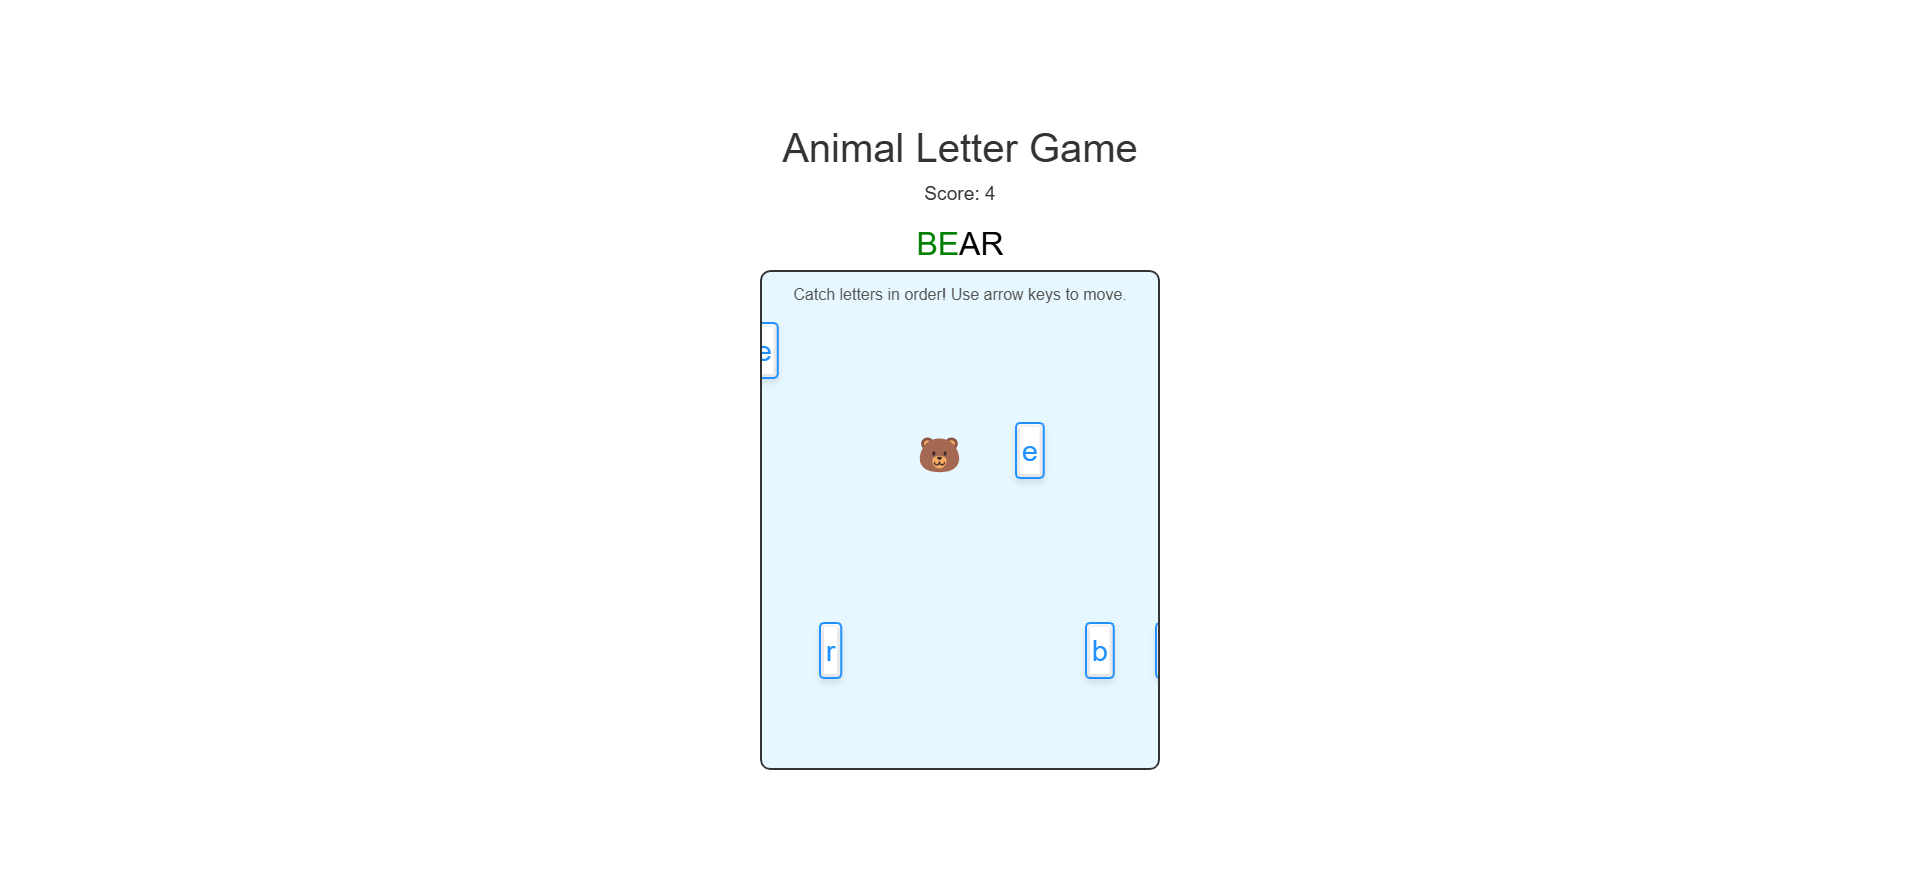 Animal Letter Game
Score: 4
BEAR
Catch letters in order! Use arrow keys to move.
e
e
r b